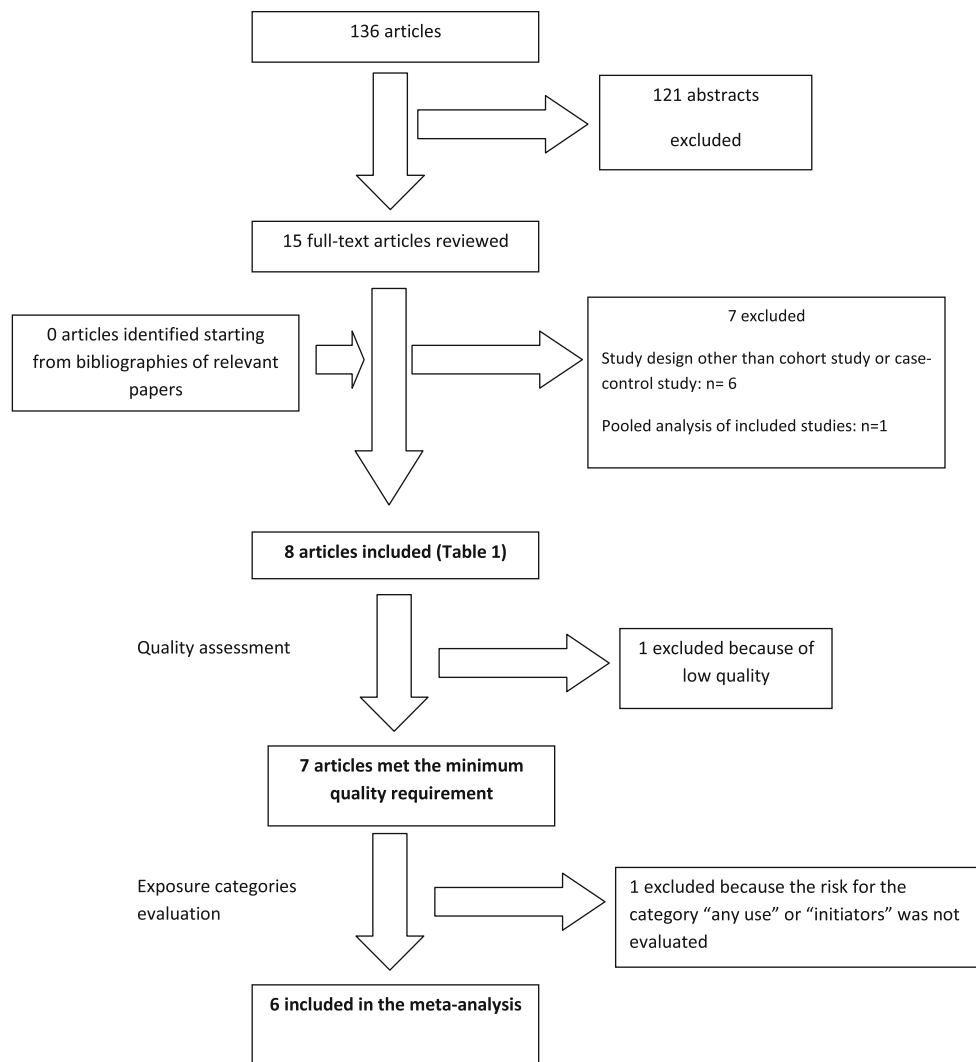 136 articles
121 abstracts
excluded
15 full-text articles reviewed
0 articles identified starting
from bibliographies of relevant
papers
7 excluded
Study design other than cohort study or case-
control study: n= 6
Pooled analysis of included studies: n=1
8 articles included (Table 1)
Quality assessment
1 excluded because of
low quality
7 articles met the minimum
quality requirement
Exposure categories
evaluation
1 excluded because the risk for the
category “any use” or “initiators” was not
evaluated
6 included in the meta-analysis